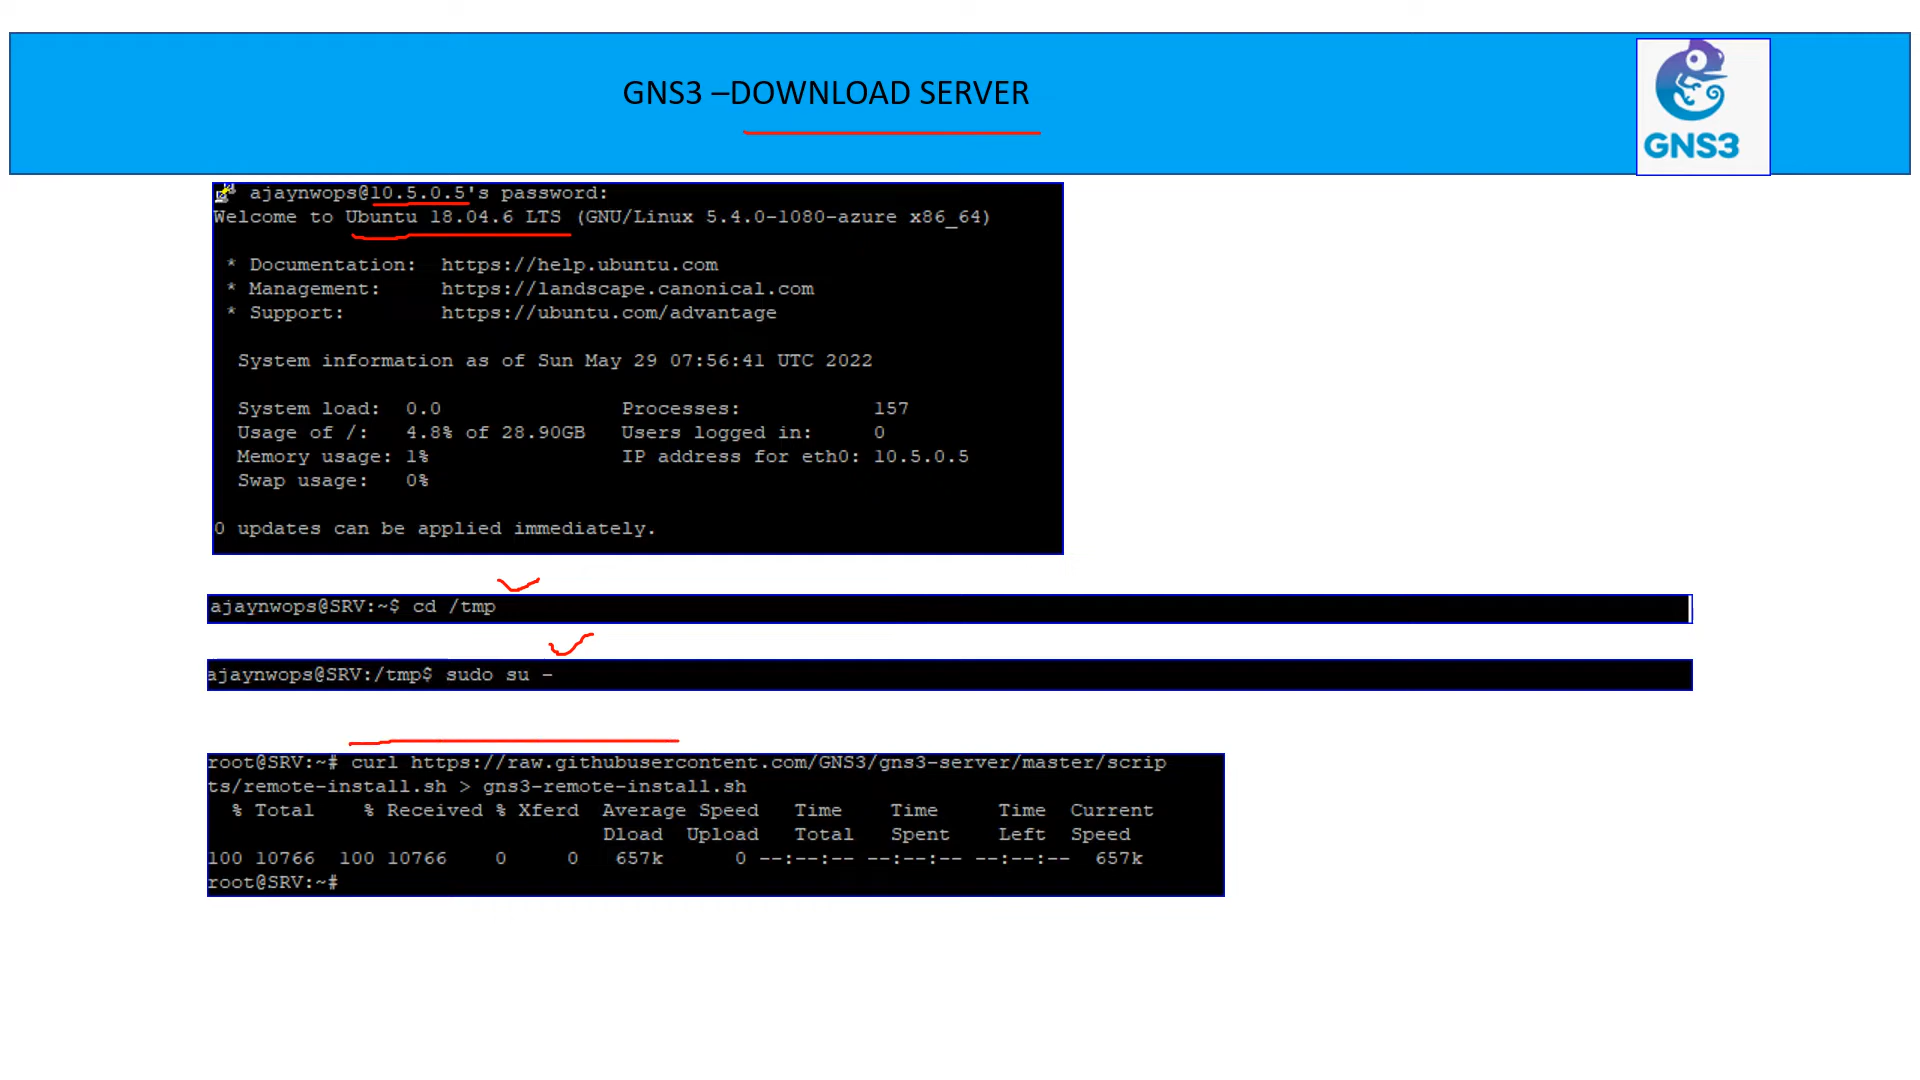 GNS3 –DOWNLOAD SERVER
GNS3
ajaynwops@10.5.0.5's password:
Welcome to Ubuntu 18.04.6 LTS (GNU/Linux 5.4.0-1080-azure x86_64)
* Documentation: https://help.ubuntu.com
* Management: https://landscape.canonical.com
* Support: https://ubuntu.com/advantage
System information as of Sun May 29 07:56:41 UTC 2022
System load: 0.0 Processes: 157
Usage of /: 4.8% of 28.90GB Users logged in: 0
Memory usage: 1% IP address for eth0: 10.5.0.5
Swap usage: 0%
0 updates can be applied immediately.
ajaynwops@SRV:~$ cd /tmp
ajaynwops@SRV:/tmp$ sudo su -
root@SRV:~# curl https://raw.githubusercontent.com/GNS3/gns3-server/master/scrip
ts/remote-install.sh > gns3-remote-install.sh
% Total % Received % Xferd Average Speed Time Time Time Current
Dload Upload Total Spent Left Speed
100 10766 100 10766 0 0 657k 0 --:--:-- --:--:-- --:--:-- 657k
root@SRV:~#